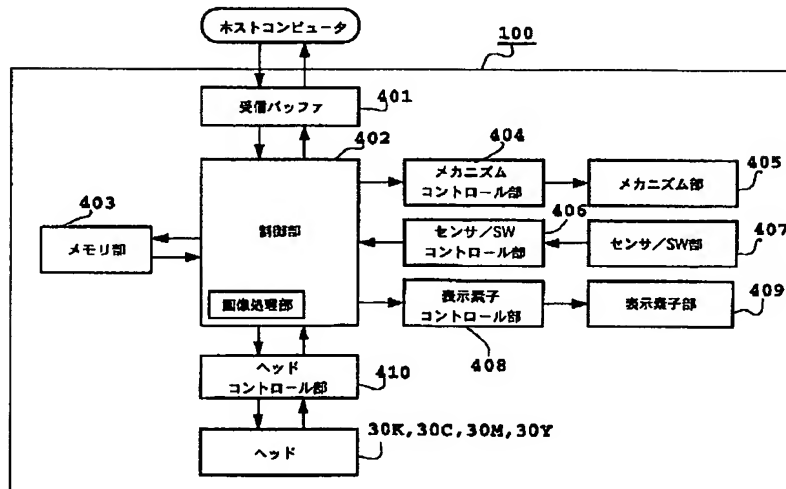 ホストコンピュータ
100
受信バッファ
401
402
404
メカニズム
コントロール部
メカニズム部
405
403
メモリ部
制御部
406
センサ/SW
コントロール部
センサ/SW部
407
画像処理部
表示素子
コントロール部
408
表示素子部
409
ヘッド
コントロール部
410
ヘッド
30K,30C,30M,30Y